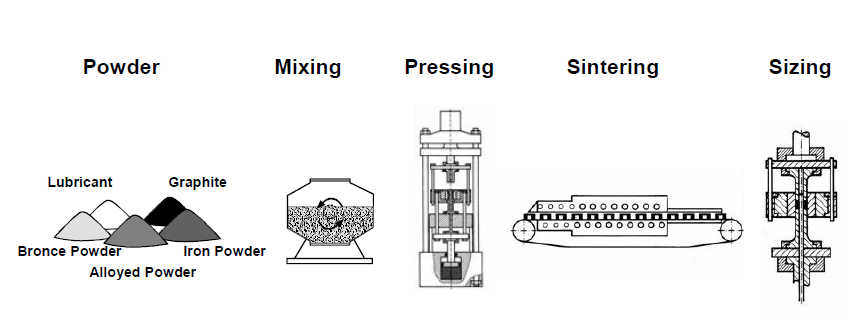 Powder
Mixing
Pressing
Sintering
Sizing
Lubricant
Graphite
Bronce Powder
Iron Powder
Alloyed Powder